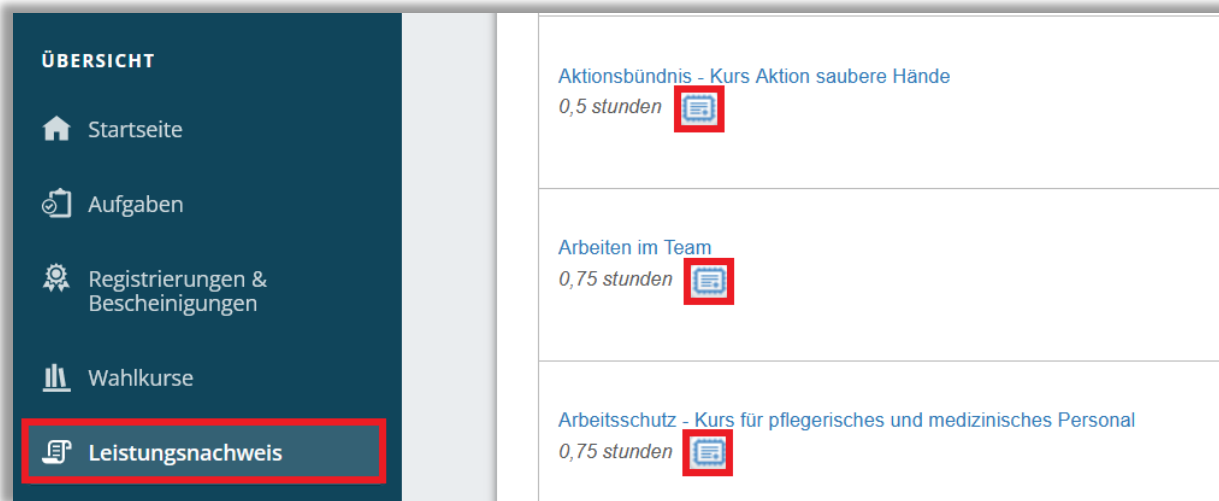 ÜBERSICHT
Startseite
Aufgaben
Registrierungen &
Bescheinigungen
Wahlkurse
Leistungsnachweis
Aktionsbündnis - Kurs Aktion saubere Hände
0,5 stunden
Arbeiten im Team
0,75 stunden
Arbeitsschutz - Kurs für pflegerisches und medizinisches Personal
0,75 stunden